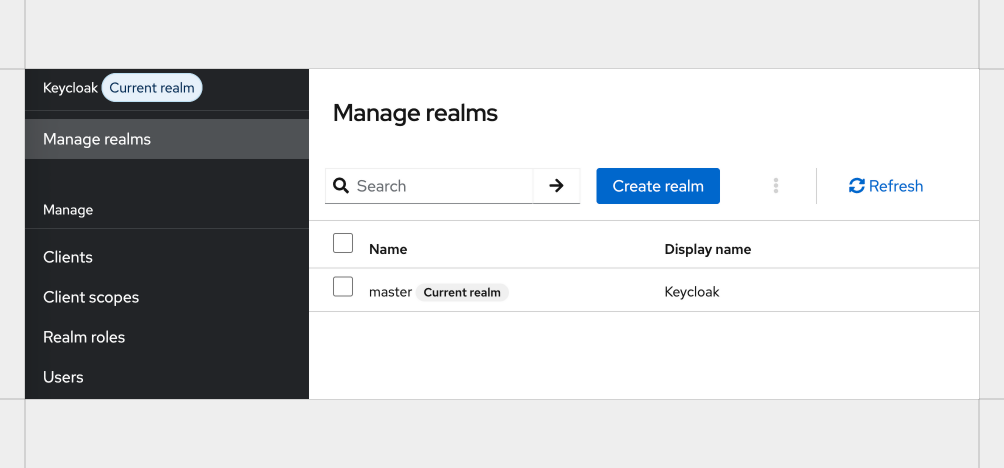 Keycloak Current realm
Manage realms
Manage
Clients
Client scopes
Realm roles
Users
Manage realms
Search Create realm Refresh
Name Display name
master Current realm Keycloak